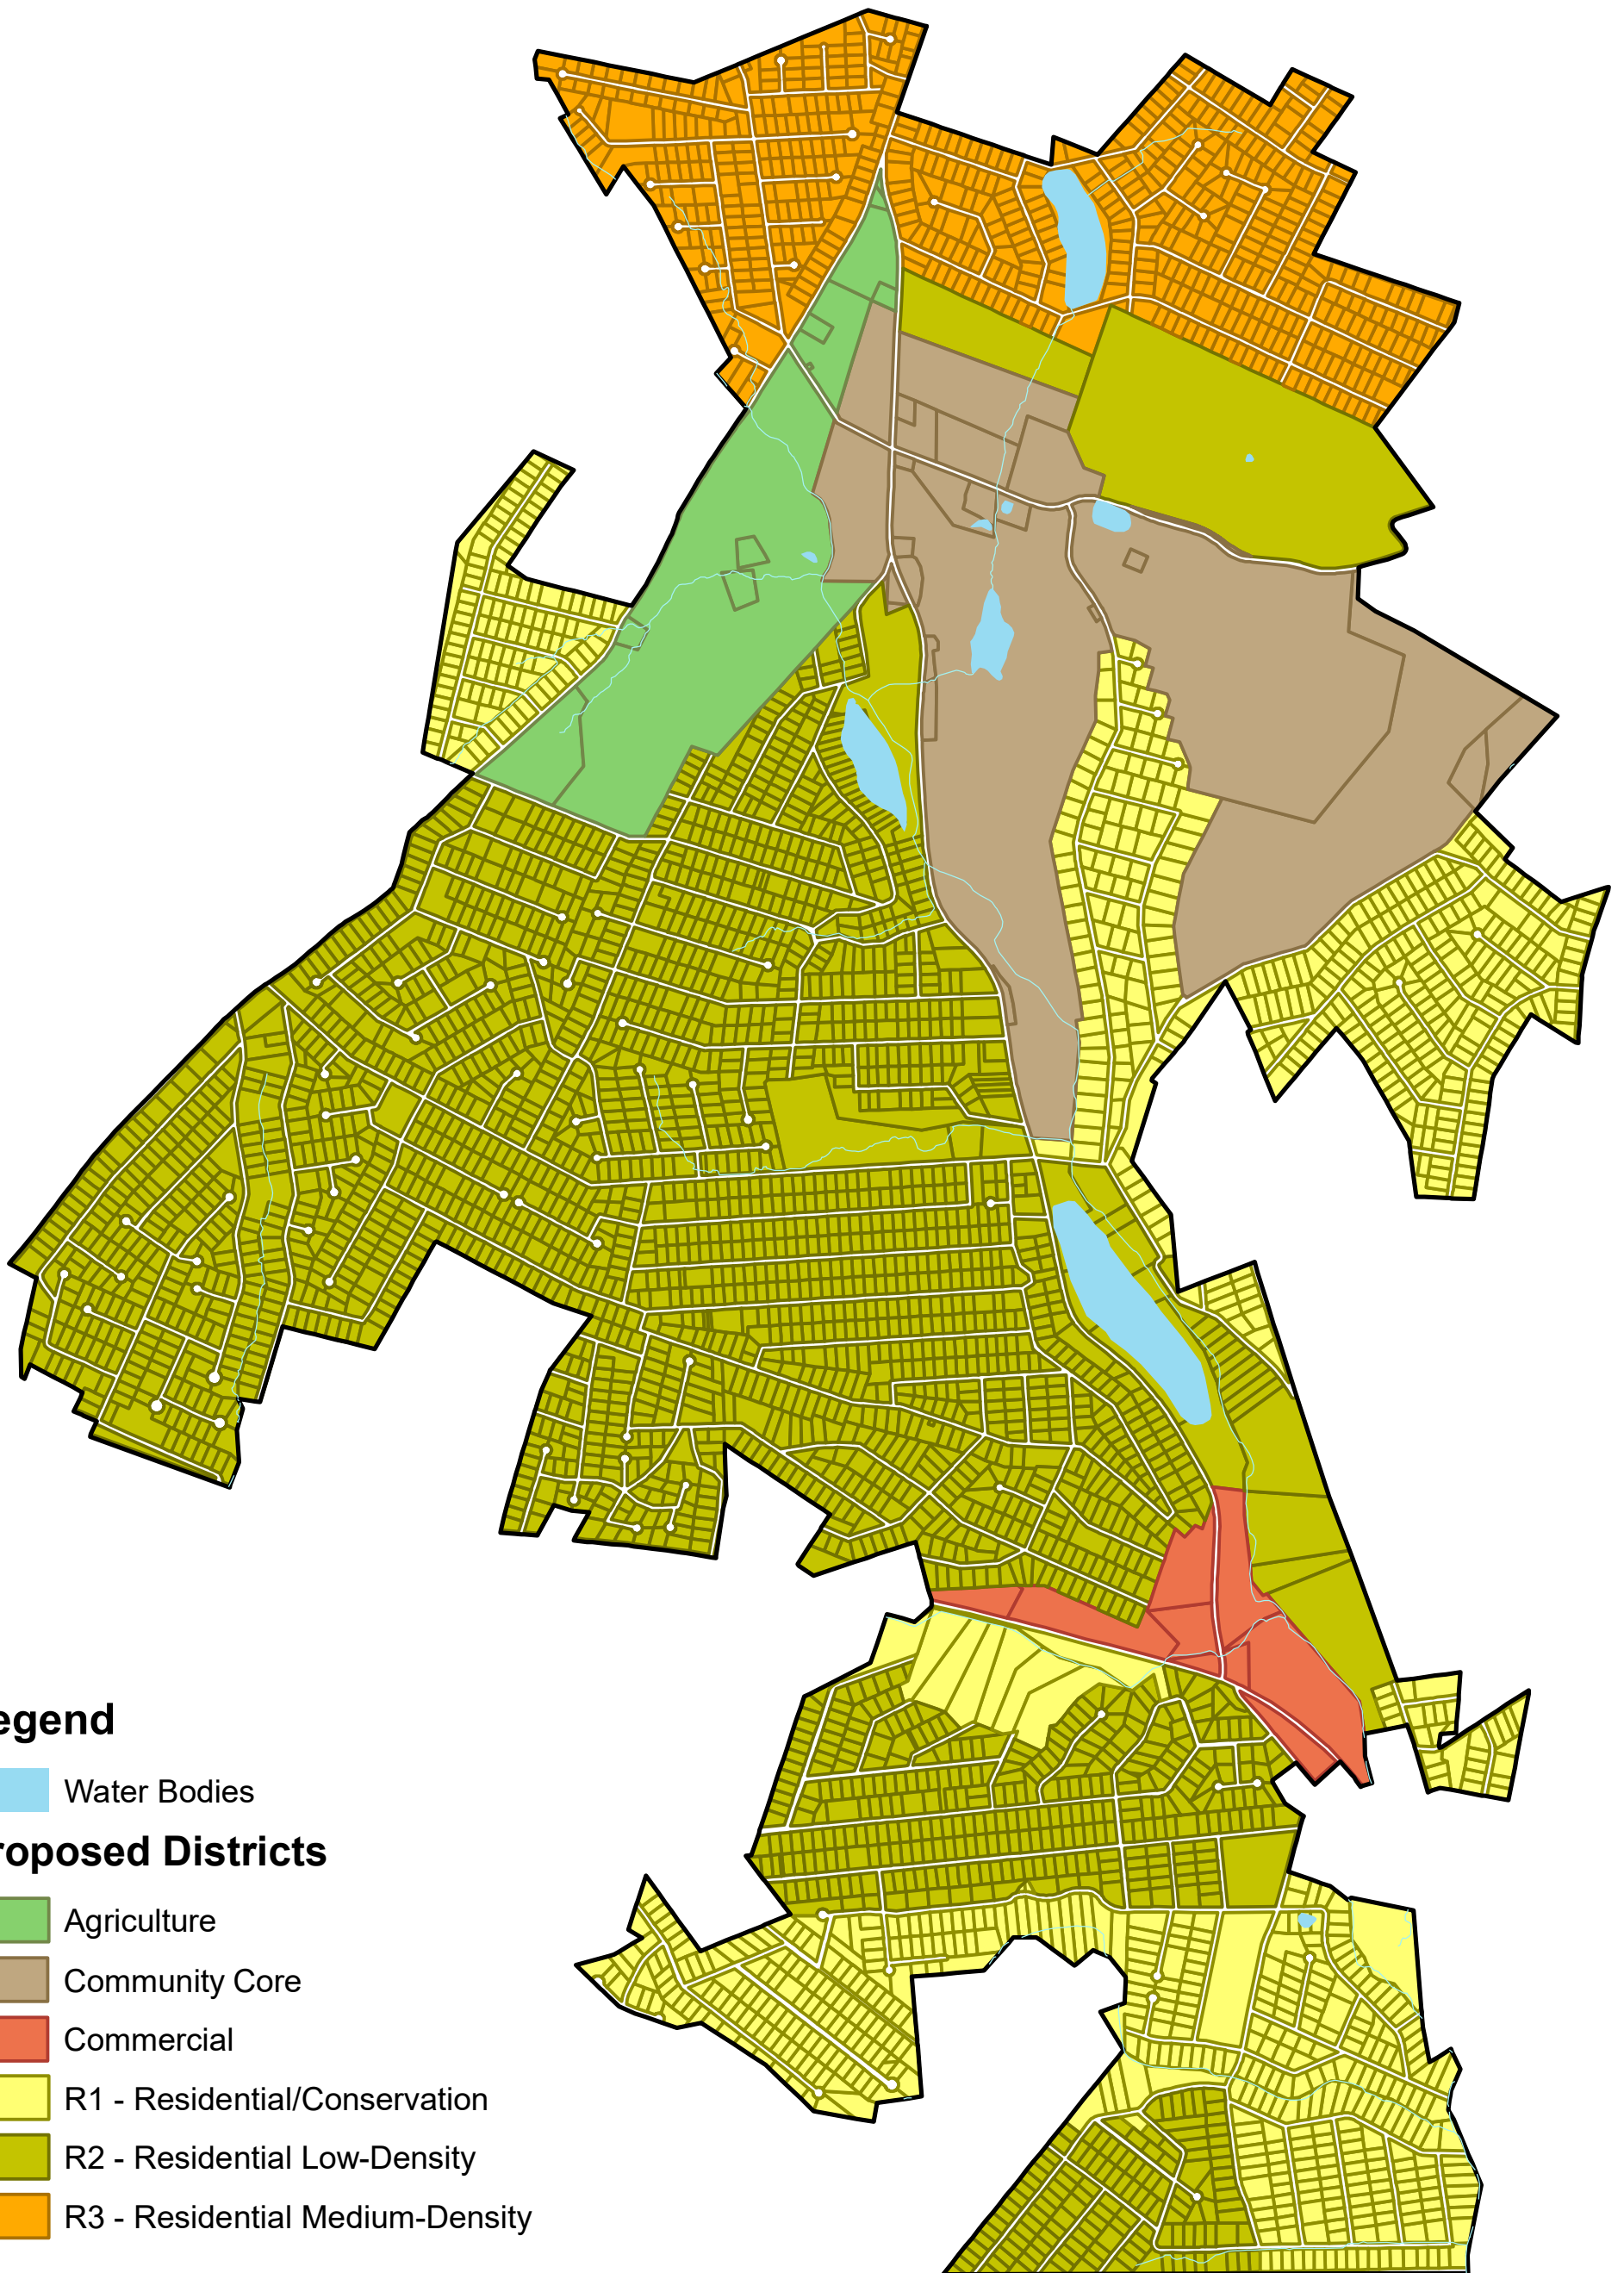 egend
Water Bodies
roposed Districts
Agriculture
Community Core
Commercial
R1 - Residential/Conservation
R2 - Residential Low-Density
R3 - Residential Medium-Density